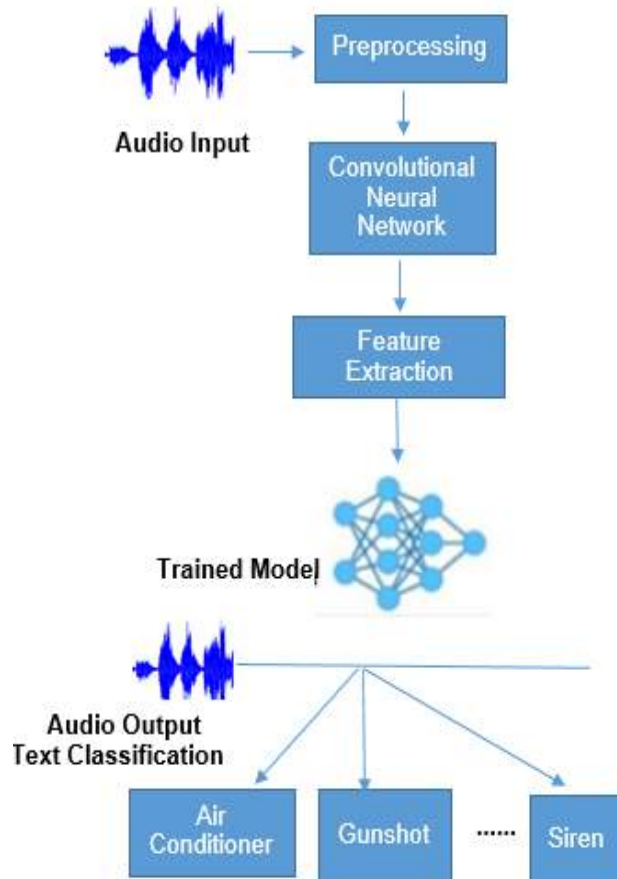 Preprocessing
Audio Input
Convolutional
Neural
Network
Feature
Extraction
Trained Model
Audio Output
Text Classification
Air
Conditioner
Gunshot
......
Siren